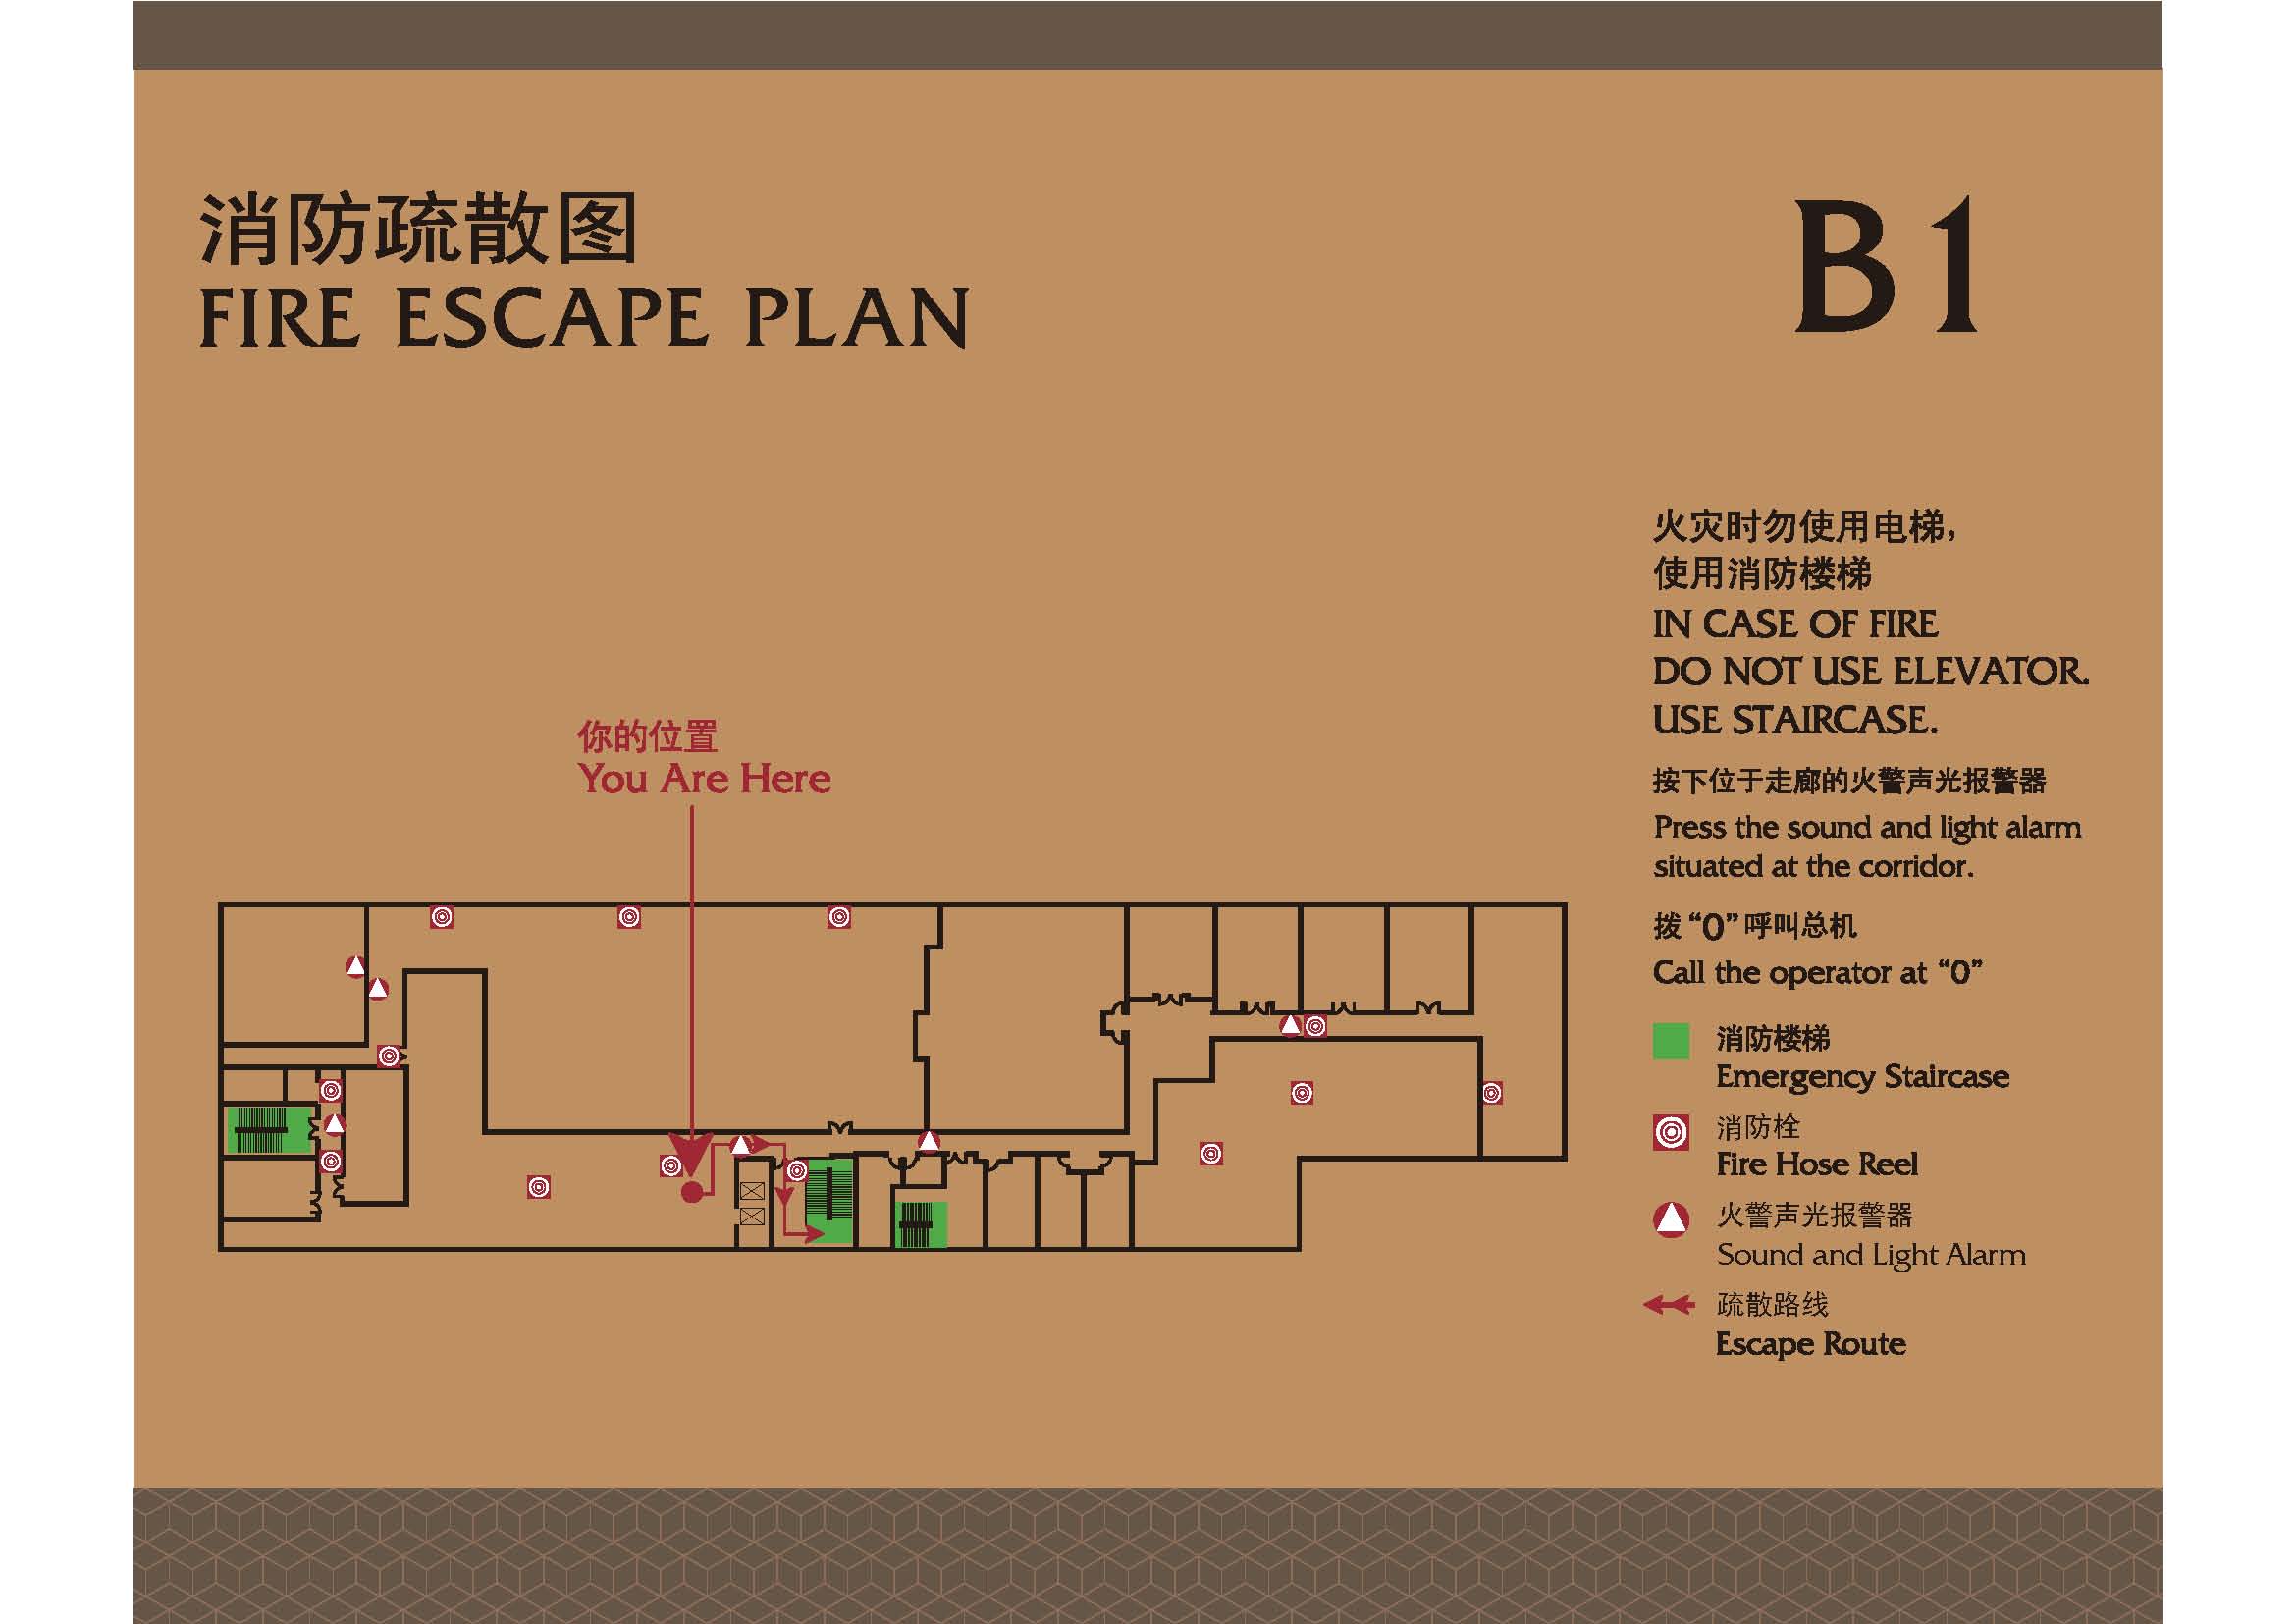 消防疏散图
FIRE ESCAPE PLAN
B1
火灾时勿使用电梯，
使用消防楼梯
IN CASE OF FIRE
DO NOT USE ELEVATOR.
USE STAIRCASE.
按下位于走廊的火警声光报警器
Press the sound and light alarm
situated at the corridor.
拨“0”呼叫总机
Call the operator at “0”
你的位置
You Are Here
消防楼梯
Emergency Staircase
消防栓
Fire Hose Reel
火警声光报警器
Sound and Light Alarm
疏散路线
Escape Route